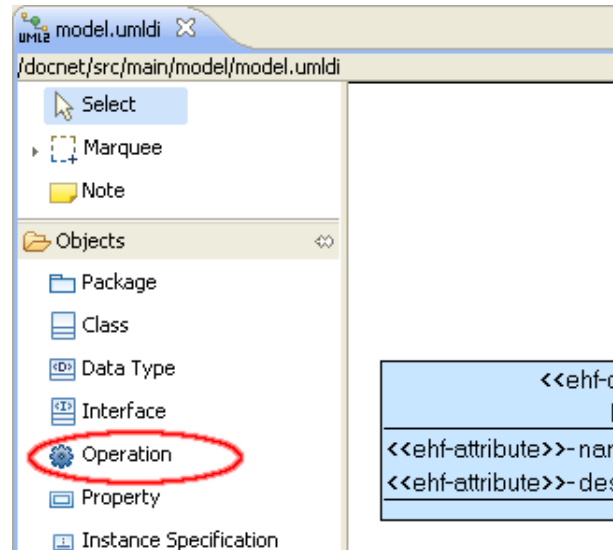 UML2 model.umldi
/docnet/src/main/model/model.umldi
Select
Marquee
Note
Objects
Package
Class
<D> Data Type
<I> Interface
Operation
Property
Instance Specification
<<ehf-
<<ehf-attribute>>-nar
<<ehf-attribute>>-des